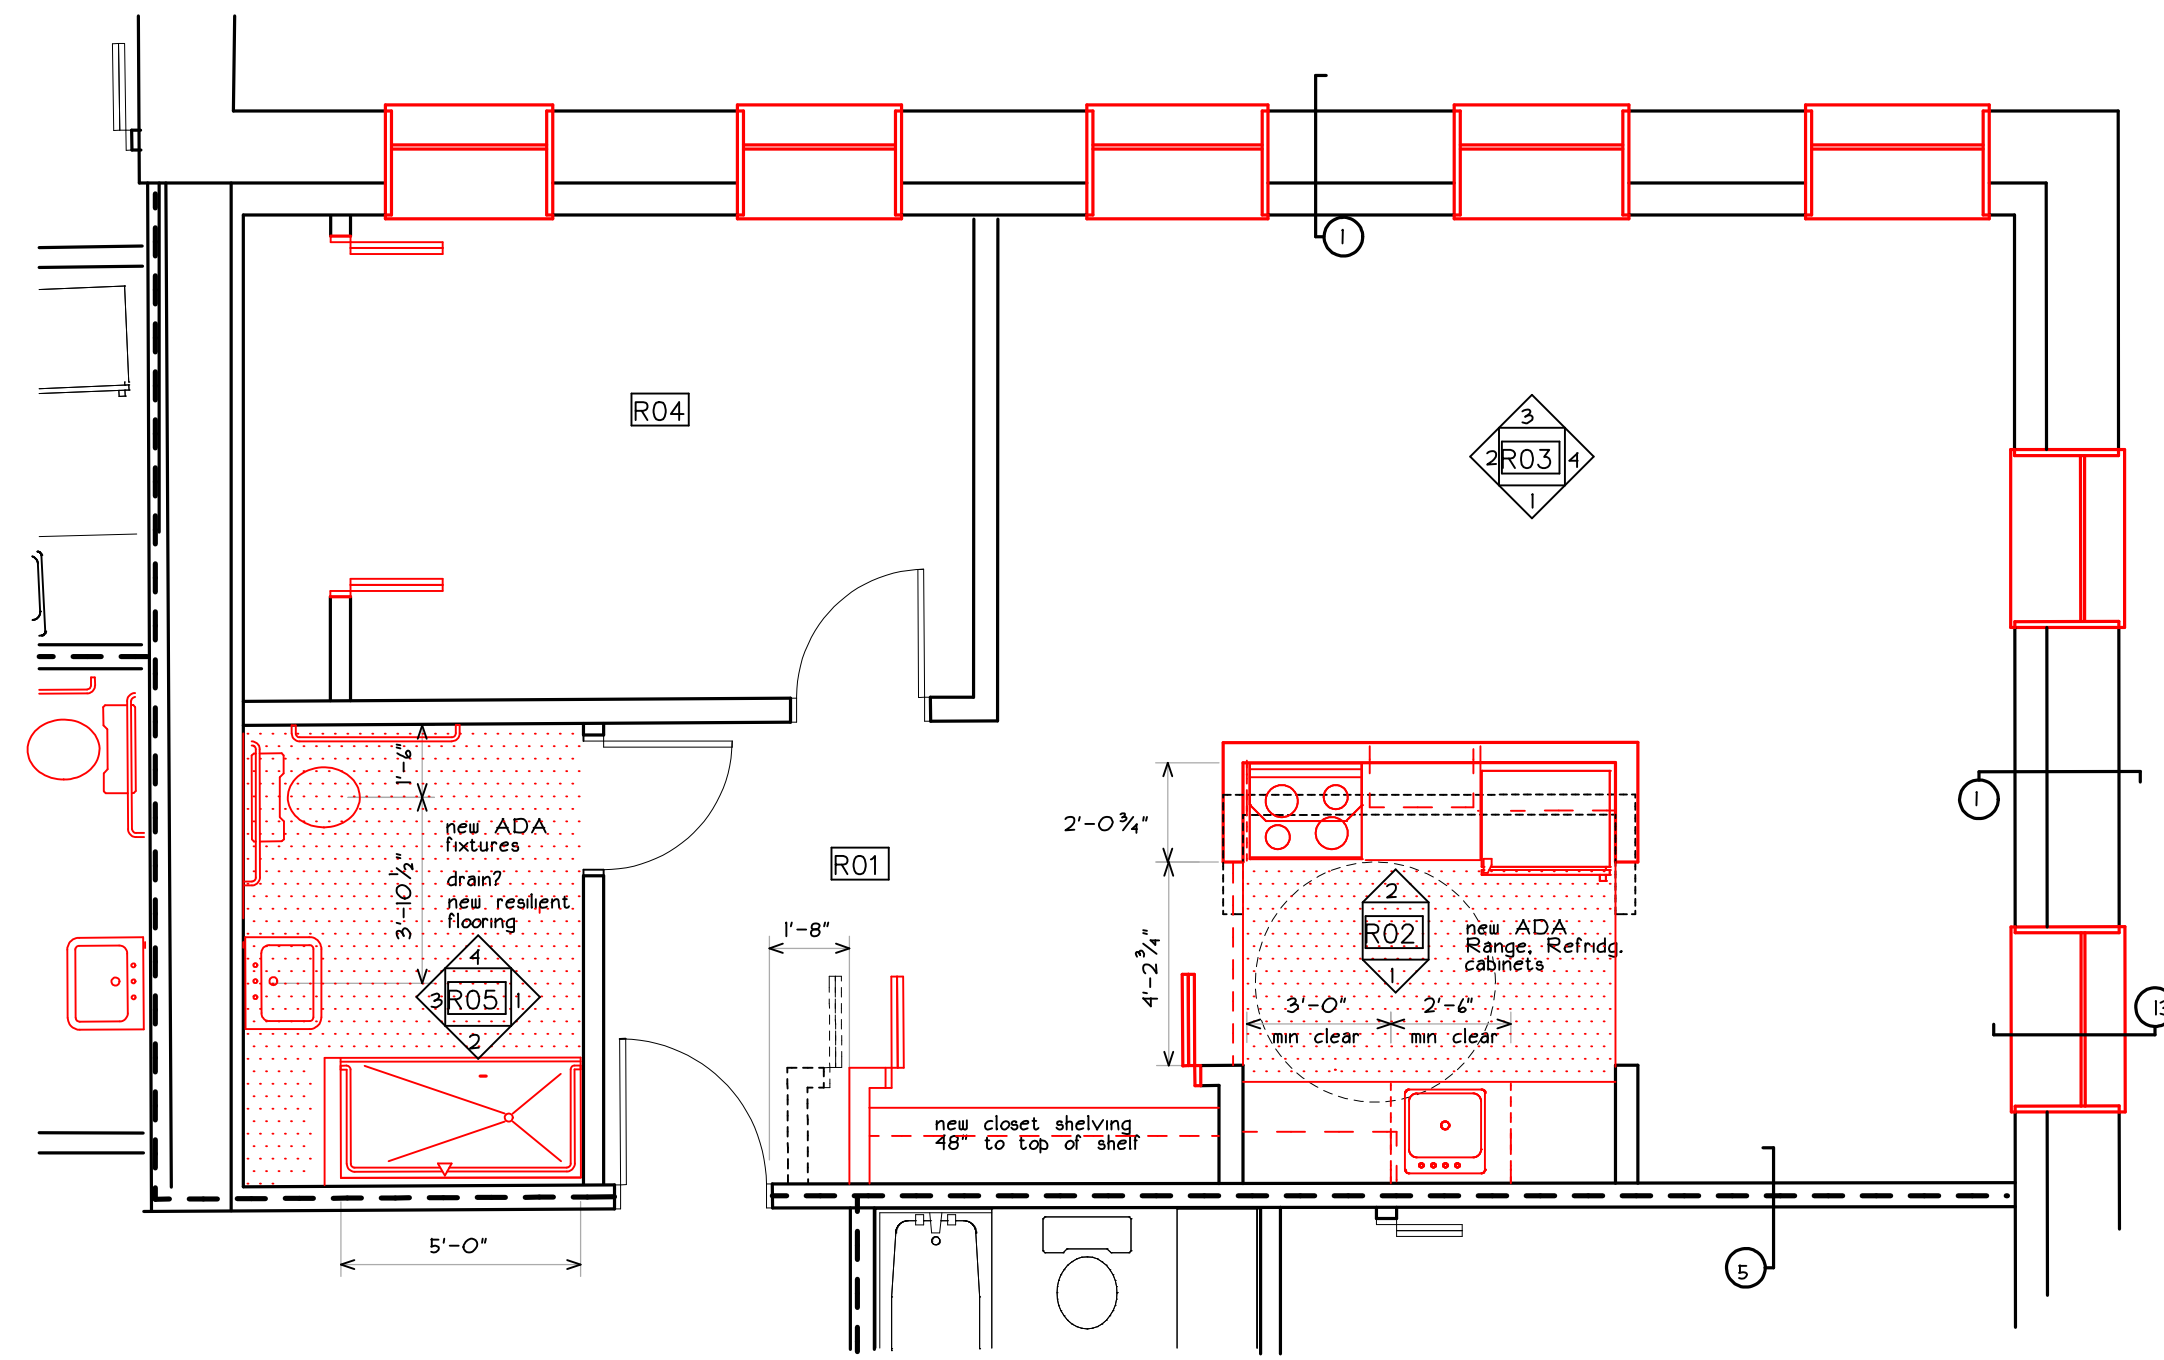 1
R04
3
2 R03 4
1
1'-6"
1
2'-0 3/4"
new ADA
fixtures
R01
drain?
3'-10 1/2"
new resilient
flooring
2
1'-8"
R02
new ADA
Range, Refridg.
cabinets
4'-2 3/4"
4
3 R05 1
2
1
3'-0"
min clear
2'-6"
min clear
13
new closet shelving
48" to top of shelf
5'-0"
5